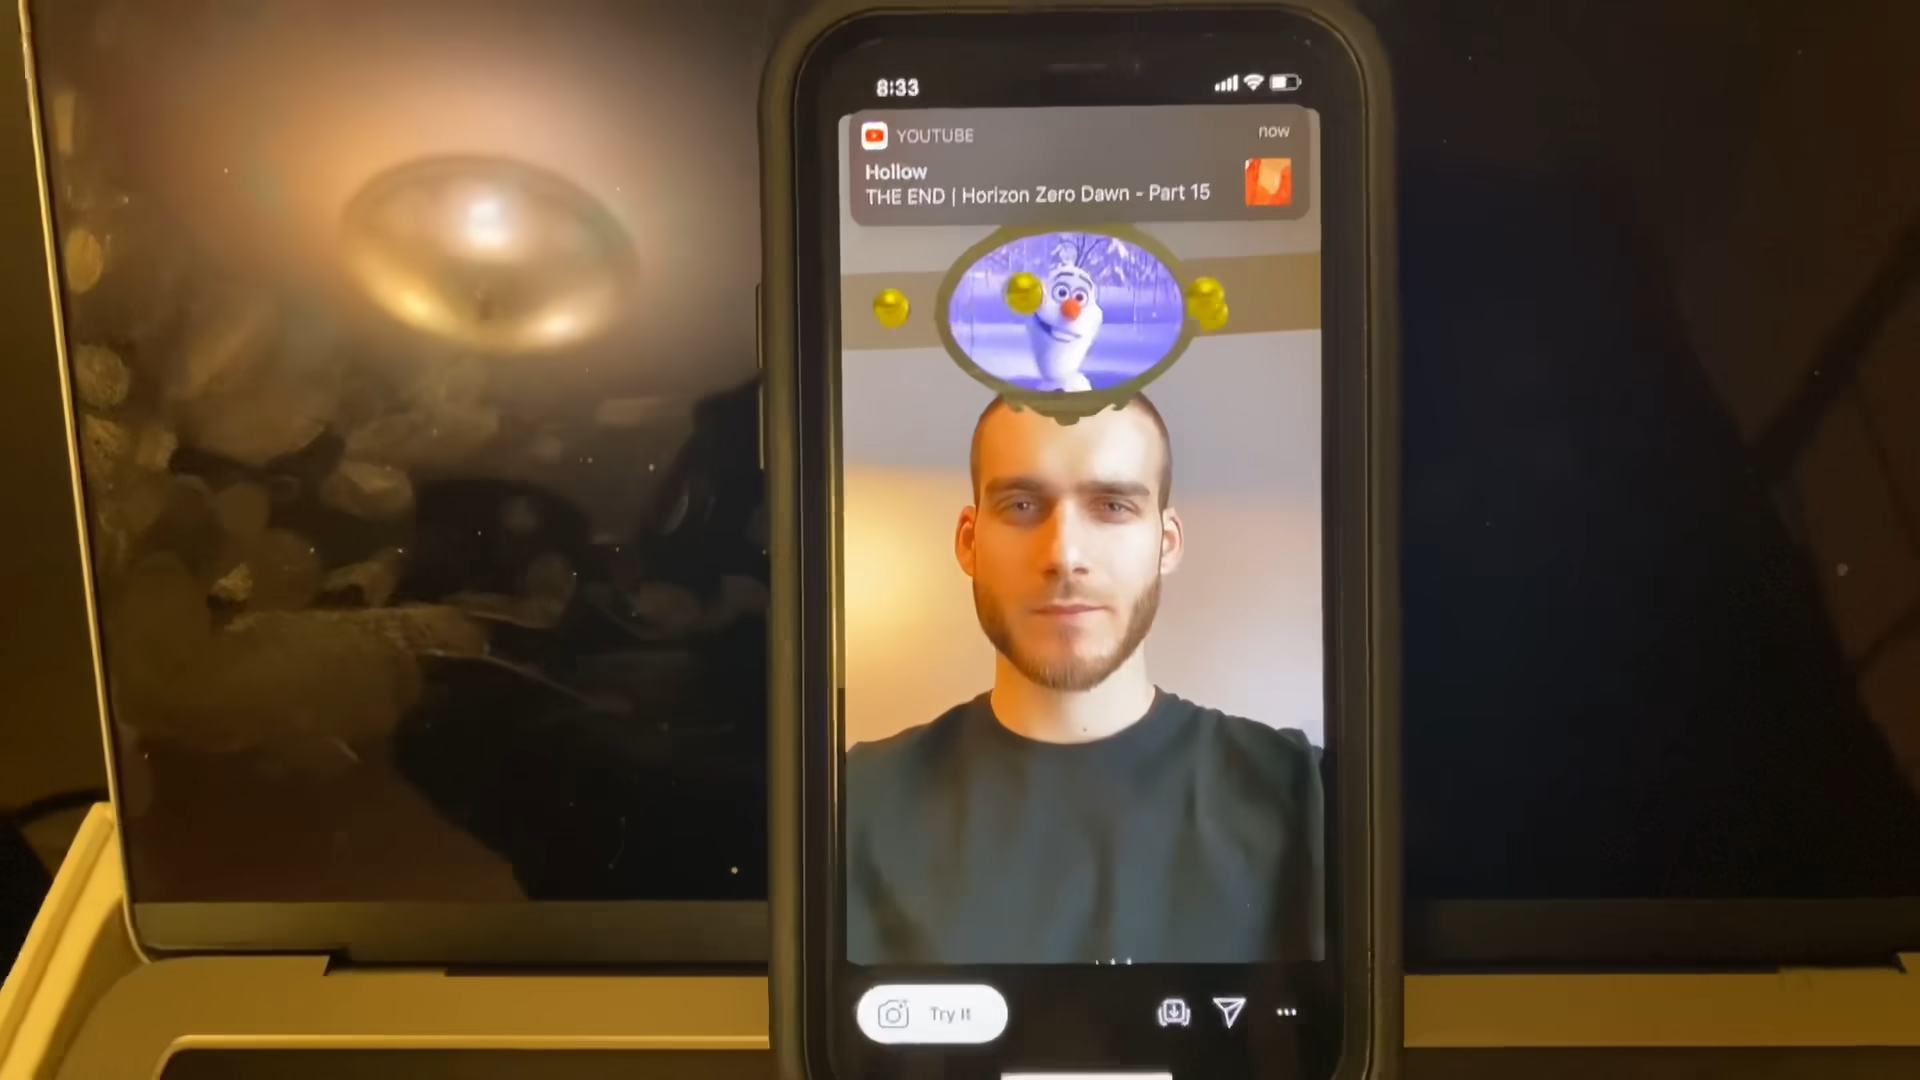 8:33
YOUTUBE
now
Hollow
THE END | Horizon Zero Dawn - Part 15
Try It